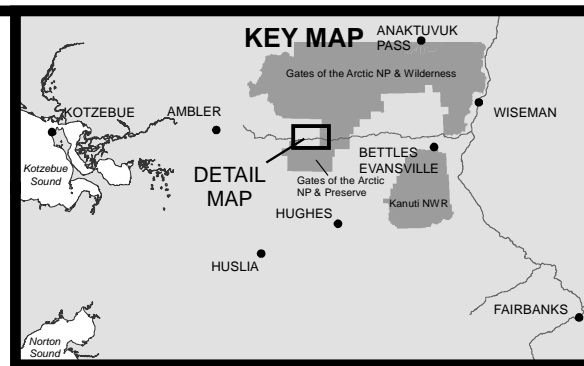 KEY MAP
ANAKTUVUK
PASS
Gates of the Arctic NP & Wilderness
KOTZEBUE
AMBLER
WISEMAN
Kotzebue
Sound
DETAIL
MAP
BETTLES
EVANSVILLE
Gates of the Arctic
NP & Preserve
Kanuti NWR
HUGHES
HUSLIA
FAIRBANKS
Norton
Sound